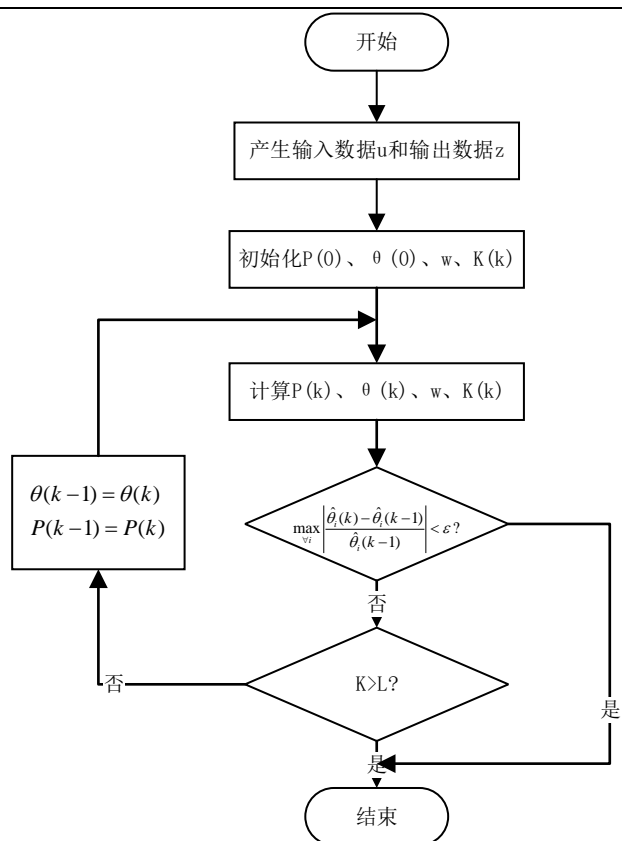 开始
产生输入数据u和输出数据z
初始化P(0)、θ(0)、w、K(k)
计算P(k)、θ(k)、w、K(k)
θ(k−1)=θ(k)
P(k−1)=P(k)
max∀i |(θ̂i(k)−θ̂i(k−1))/θ̂i(k−1)|<ε?
否
K>L?
否
是
是
结束